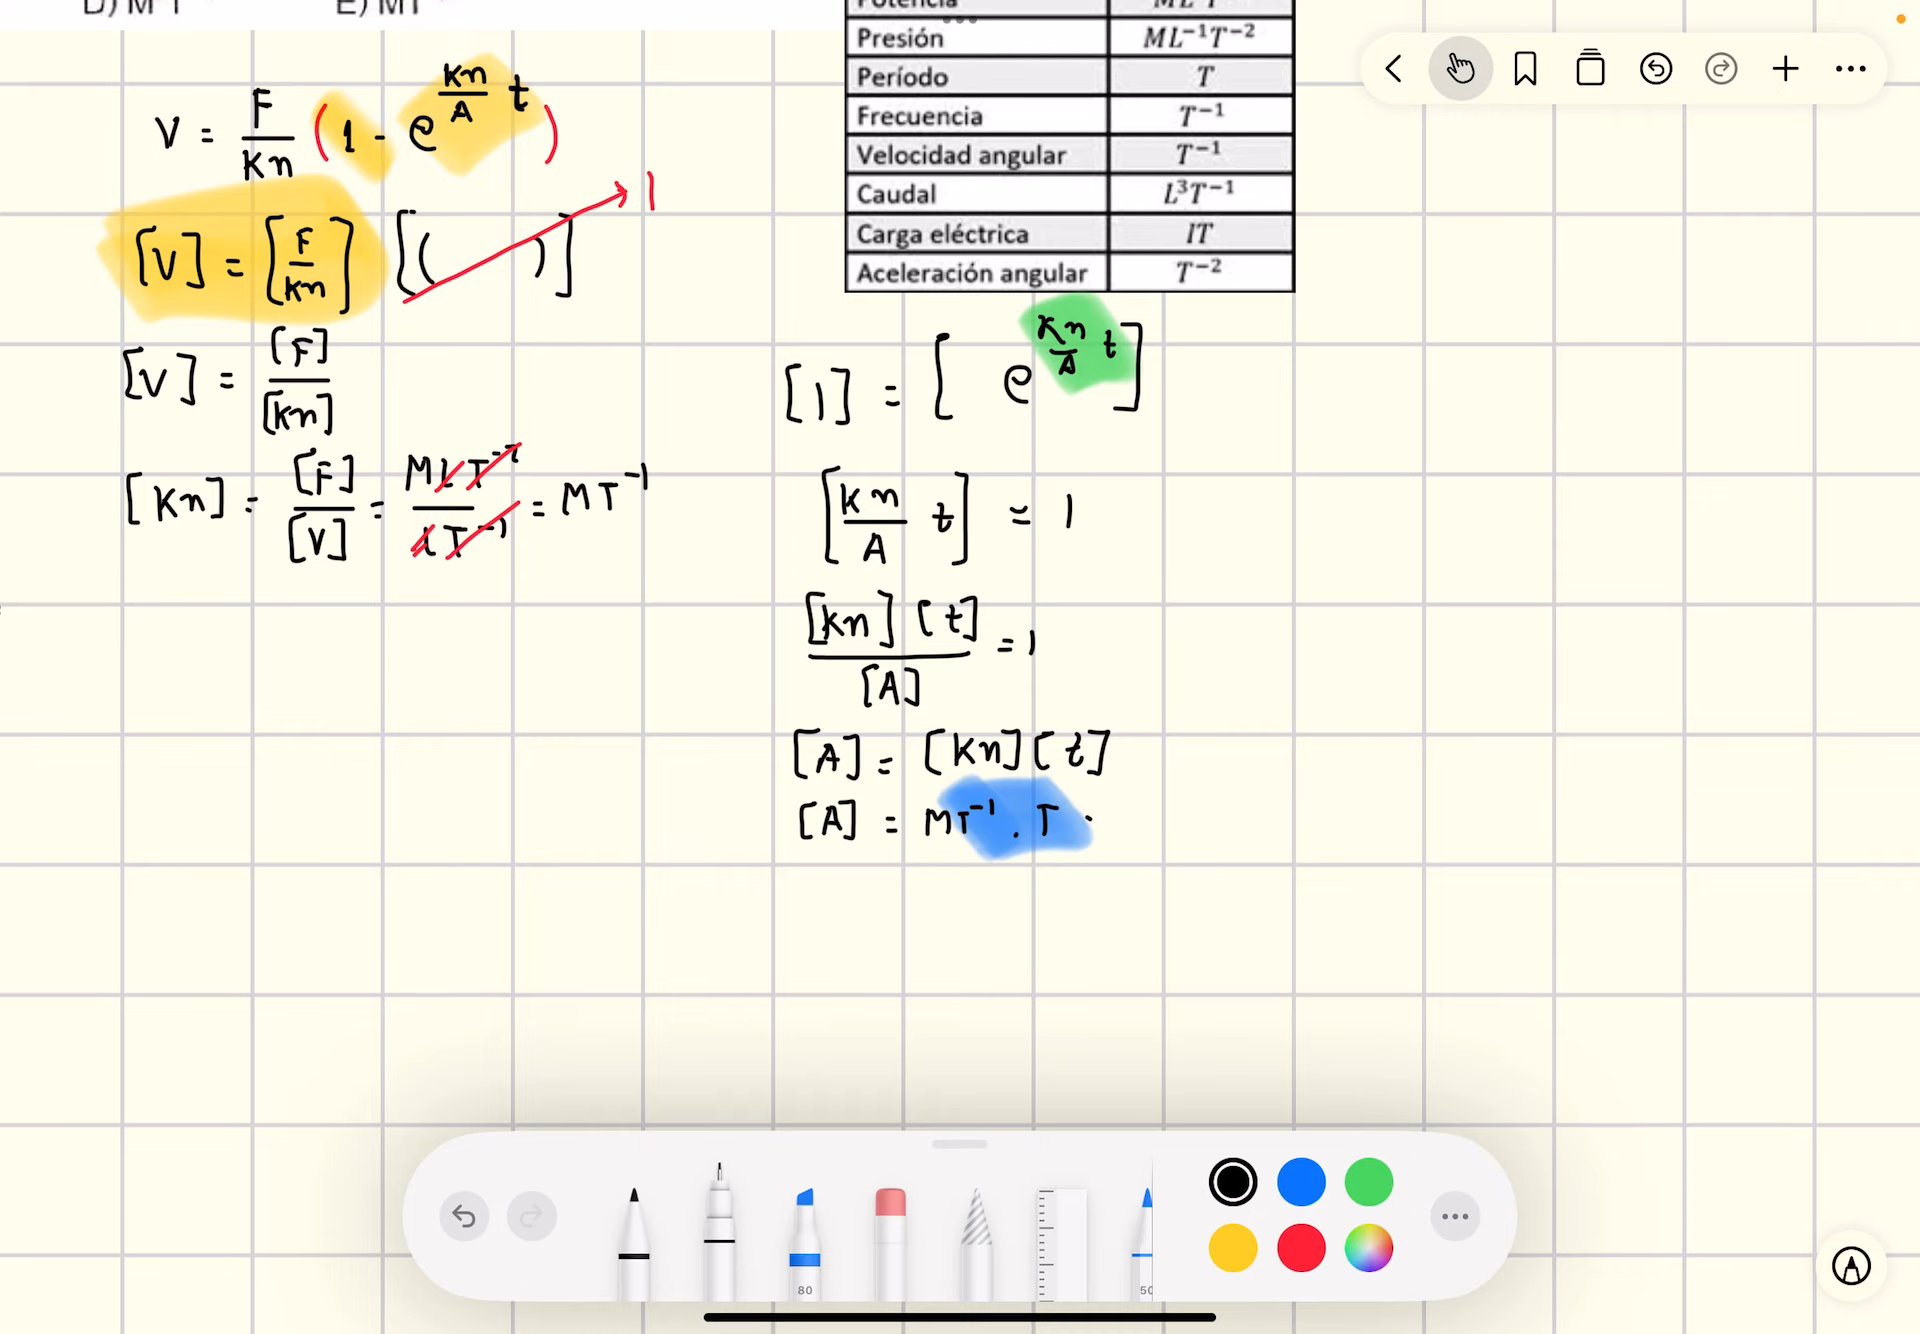 V = F/Kn (1 - e^(Kn/A t))
[V] = [F/Kn] [( )] 1
[V] = [F]/[Kn]
[Kn] = [F]/[V] = MLT⁻²/LT⁻¹ = MT⁻¹
Presión ML⁻¹T⁻²
Período T
Frecuencia T⁻¹
Velocidad angular T⁻¹
Caudal L³T⁻¹
Carga eléctrica IT
Aceleración angular T⁻²
[1] = [e^(Kn/A t)]
[Kn/A t] = 1
[Kn][t]/[A] = 1
[A] = [Kn][t]
[A] = MT⁻¹ . T .
80